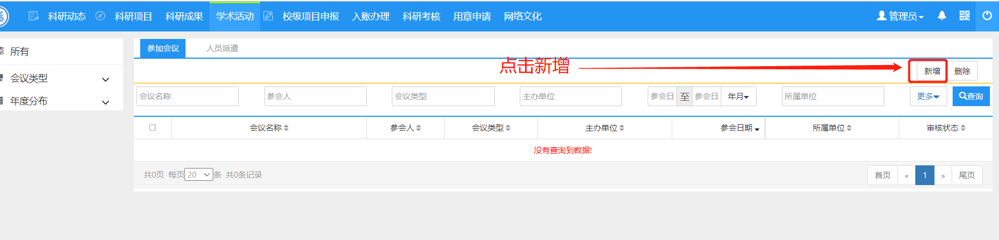 科研动态 科研项目 科研成果 学术活动 校级项目申报 入账办理 科研考核 用章申请 网络文化 管理员
所有
会议类型
年度分布
参加会议 人员派遣
点击新增
新增 删除
会议名称 参会人 会议类型 主办单位 参会日 至 参会日 年月 所属单位 更多 查询
会议名称 参会人 会议类型 主办单位 参会日期 所属单位 审核状态
没有查询到数据!
共0页 每页 20 条 共0条记录
首页 « 1 » 尾页